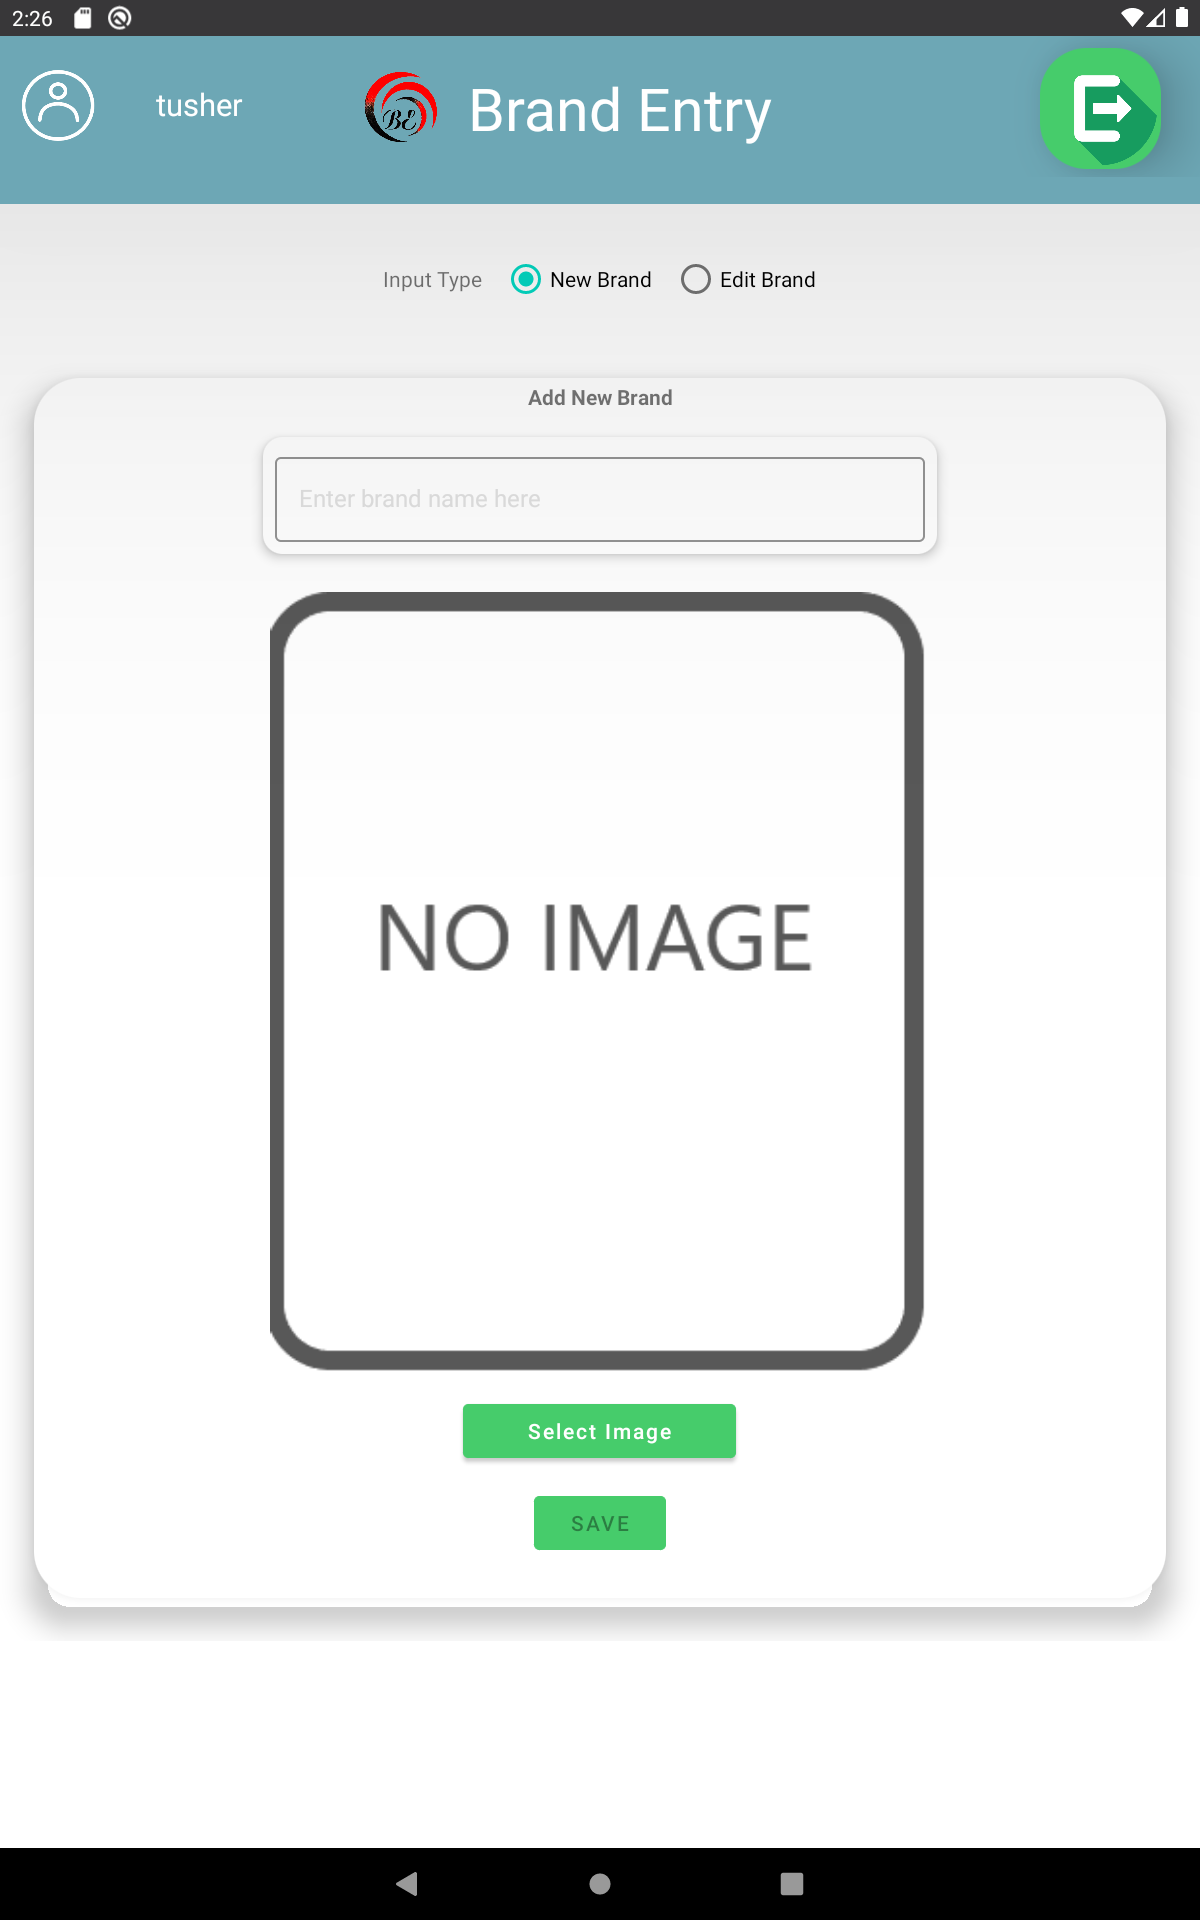 2:26
tusher
BE
Brand Entry
Input Type
New Brand
Edit Brand
Add New Brand
Enter brand name here
NO IMAGE
Select Image
SAVE